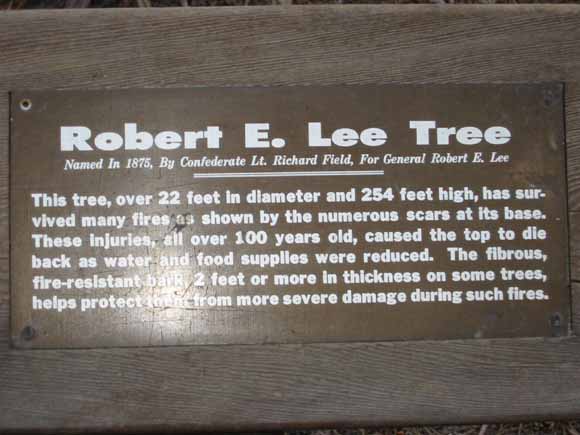 Robert E. Lee Tree
Named In 1875, By Confederate Lt. Richard Field, For General Robert E. Lee
This tree, over 22 feet in diameter and 254 feet high, has sur-
vived many fires as shown by the numerous scars at its base.
These injuries, all over 100 years old, caused the top to die
back as water and food supplies were reduced. The fibrous,
fire-resistant bark, 2 feet or more in thickness on some trees,
helps protect them from more severe damage during such fires.